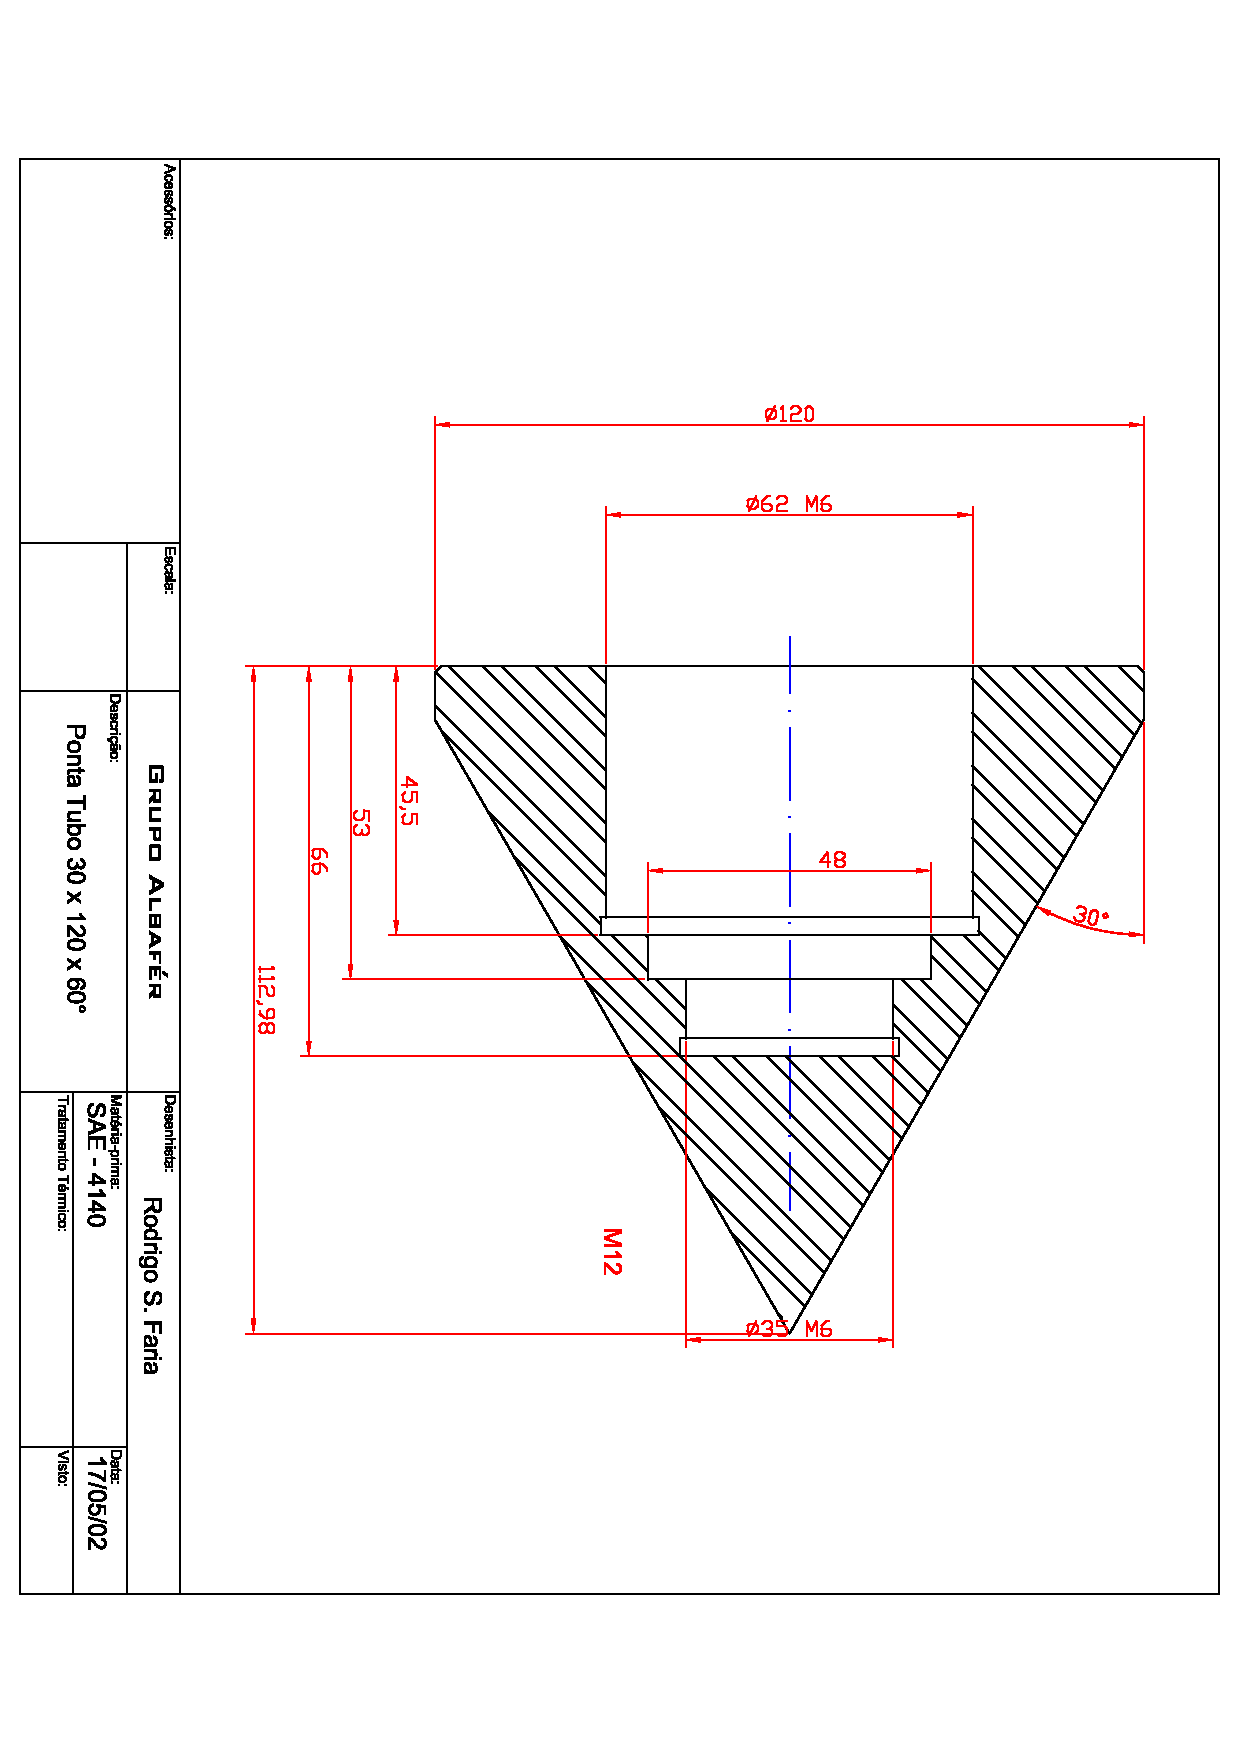 ø120
ø62 M6
45,5
53
66
112,98
48
30°
M12
ø35 M6
Acessórios:
Escala:
GRUPO ALBAFÉR
Descrição:
Ponta Tubo 30 x 120 x 60º
Desenhista:
Rodrigo S. Faria
Matéria-prima:
SAE - 4140
Data:
17/05/02
Tratamento Térmico:
Visto: